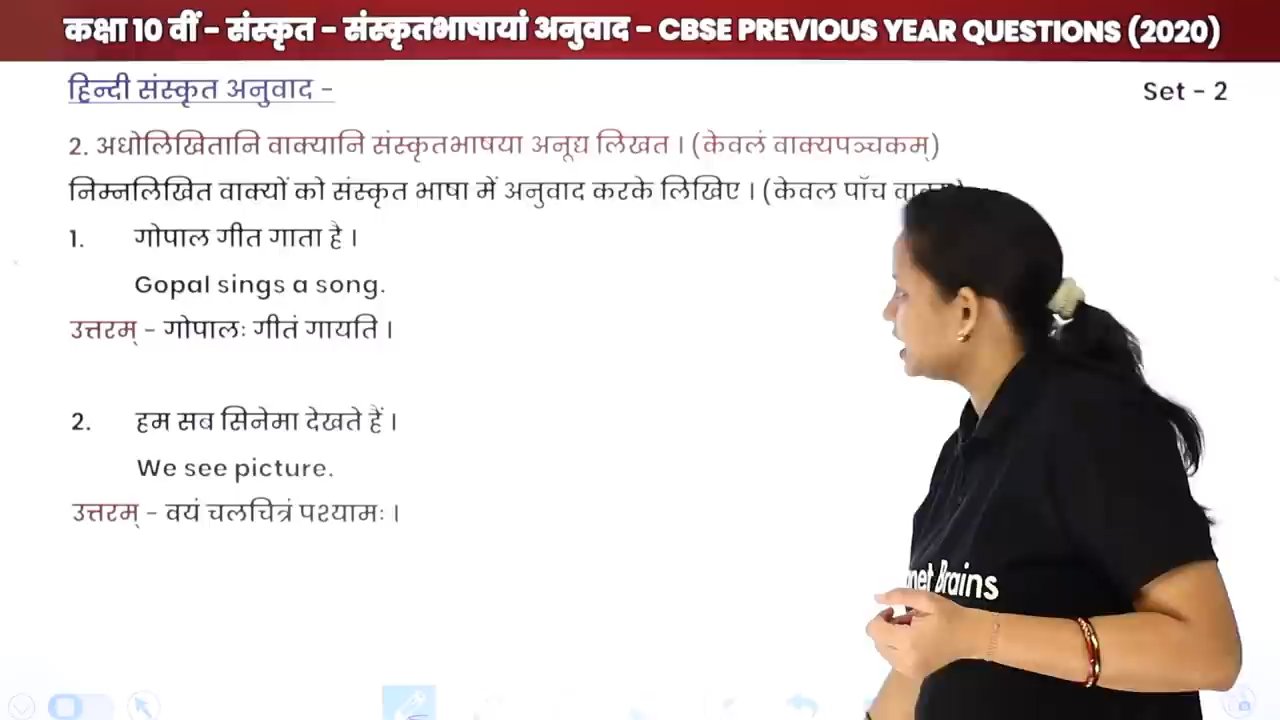 कक्षा 10 वीं - संस्कृत - संस्कृतभाषायां अनुवाद - CBSE PREVIOUS YEAR QUESTIONS (2020)
हिन्दी संस्कृत अनुवाद -
Set - 2
2. अधोलिखितानि वाक्यानि संस्कृतभाषया अनूद्य लिखत । (केवलं वाक्यपञ्चकम्)
निम्नलिखित वाक्यों को संस्कृत भाषा में अनुवाद करके लिखिए । (केवल पाँच
1. गोपाल गीत गाता है ।
Gopal sings a song.
उत्तरम् - गोपालः गीतं गायति ।
2. हम सब सिनेमा देखते हैं ।
We see picture.
उत्तरम् - वयं चलचित्रं पश्यामः ।
Brains